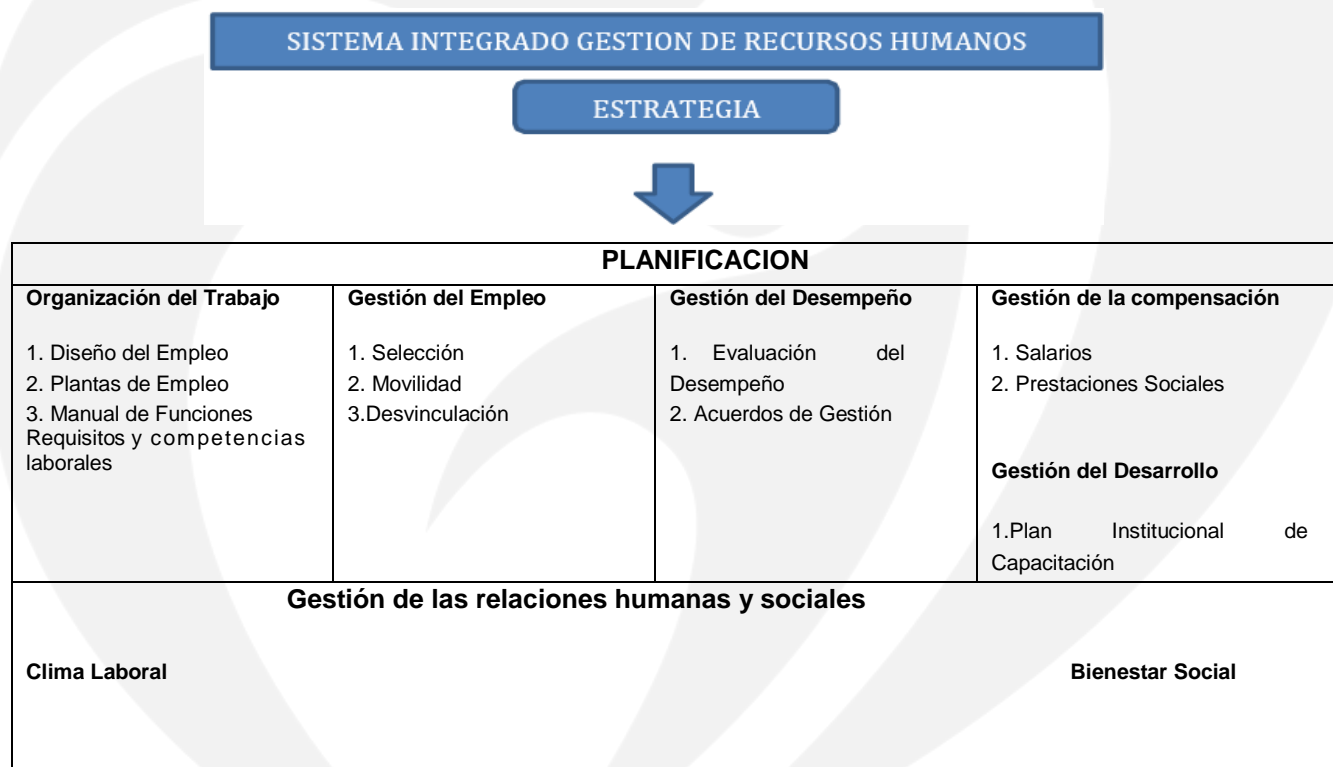 SISTEMA INTEGRADO GESTION DE RECURSOS HUMANOS
ESTRATEGIA
PLANIFICACION
Organización del Trabajo
1. Diseño del Empleo
2. Plantas de Empleo
3. Manual de Funciones
Requisitos y competencias
laborales
Gestión del Empleo
1. Selección
2. Movilidad
3.Desvinculación
Gestión del Desempeño
1. Evaluación del
Desempeño
2. Acuerdos de Gestión
Gestión de la compensación
1. Salarios
2. Prestaciones Sociales
Gestión del Desarrollo
1.Plan Institucional de
Capacitación
Gestión de las relaciones humanas y sociales
Clima Laboral
Bienestar Social